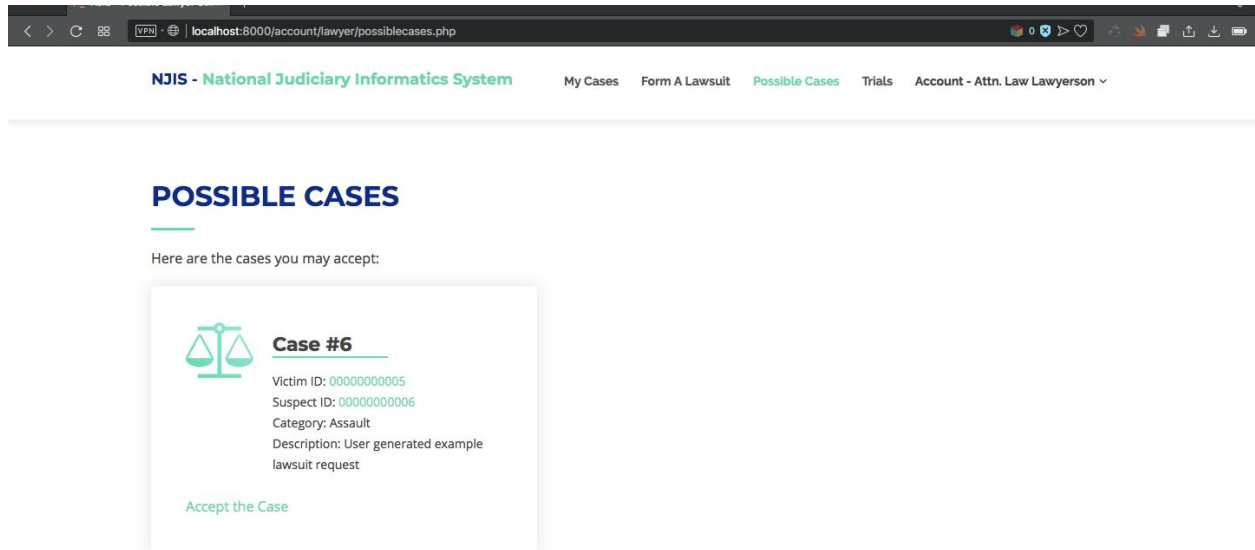 VPN localhost:8000/account/lawyer/possiblecases.php 0
NJIS - National Judiciary Informatics System My Cases Form A Lawsuit Possible Cases Trials Account - Attn. Law Lawyerson
POSSIBLE CASES
Here are the cases you may accept:
Case #6
Victim ID: 00000000005
Suspect ID: 00000000006
Category: Assault
Description: User generated example
lawsuit request
Accept the Case